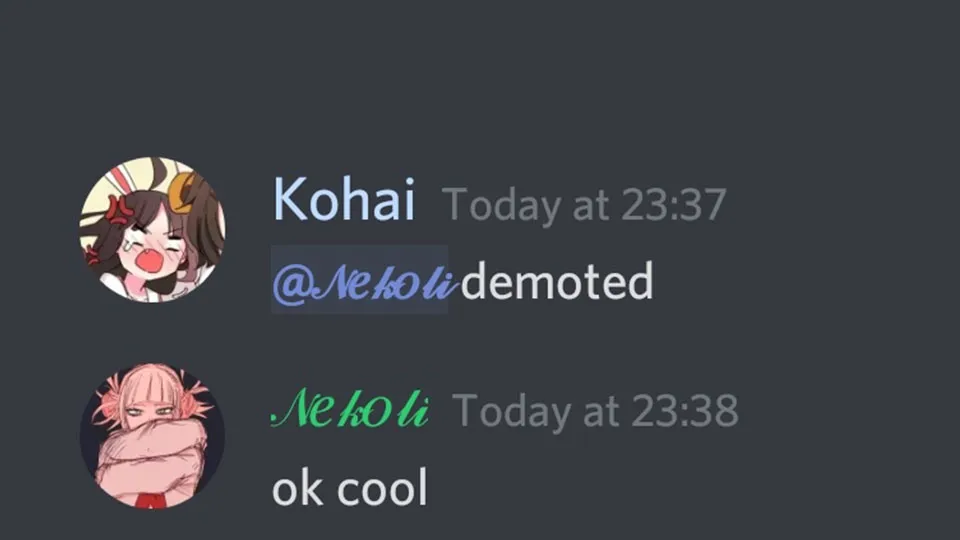 Kohai Today at 23:37
@𝓝𝓮𝓴𝓸𝓵𝓲 demoted
𝓝𝓮𝓴𝓸𝓵𝓲 Today at 23:38
ok cool